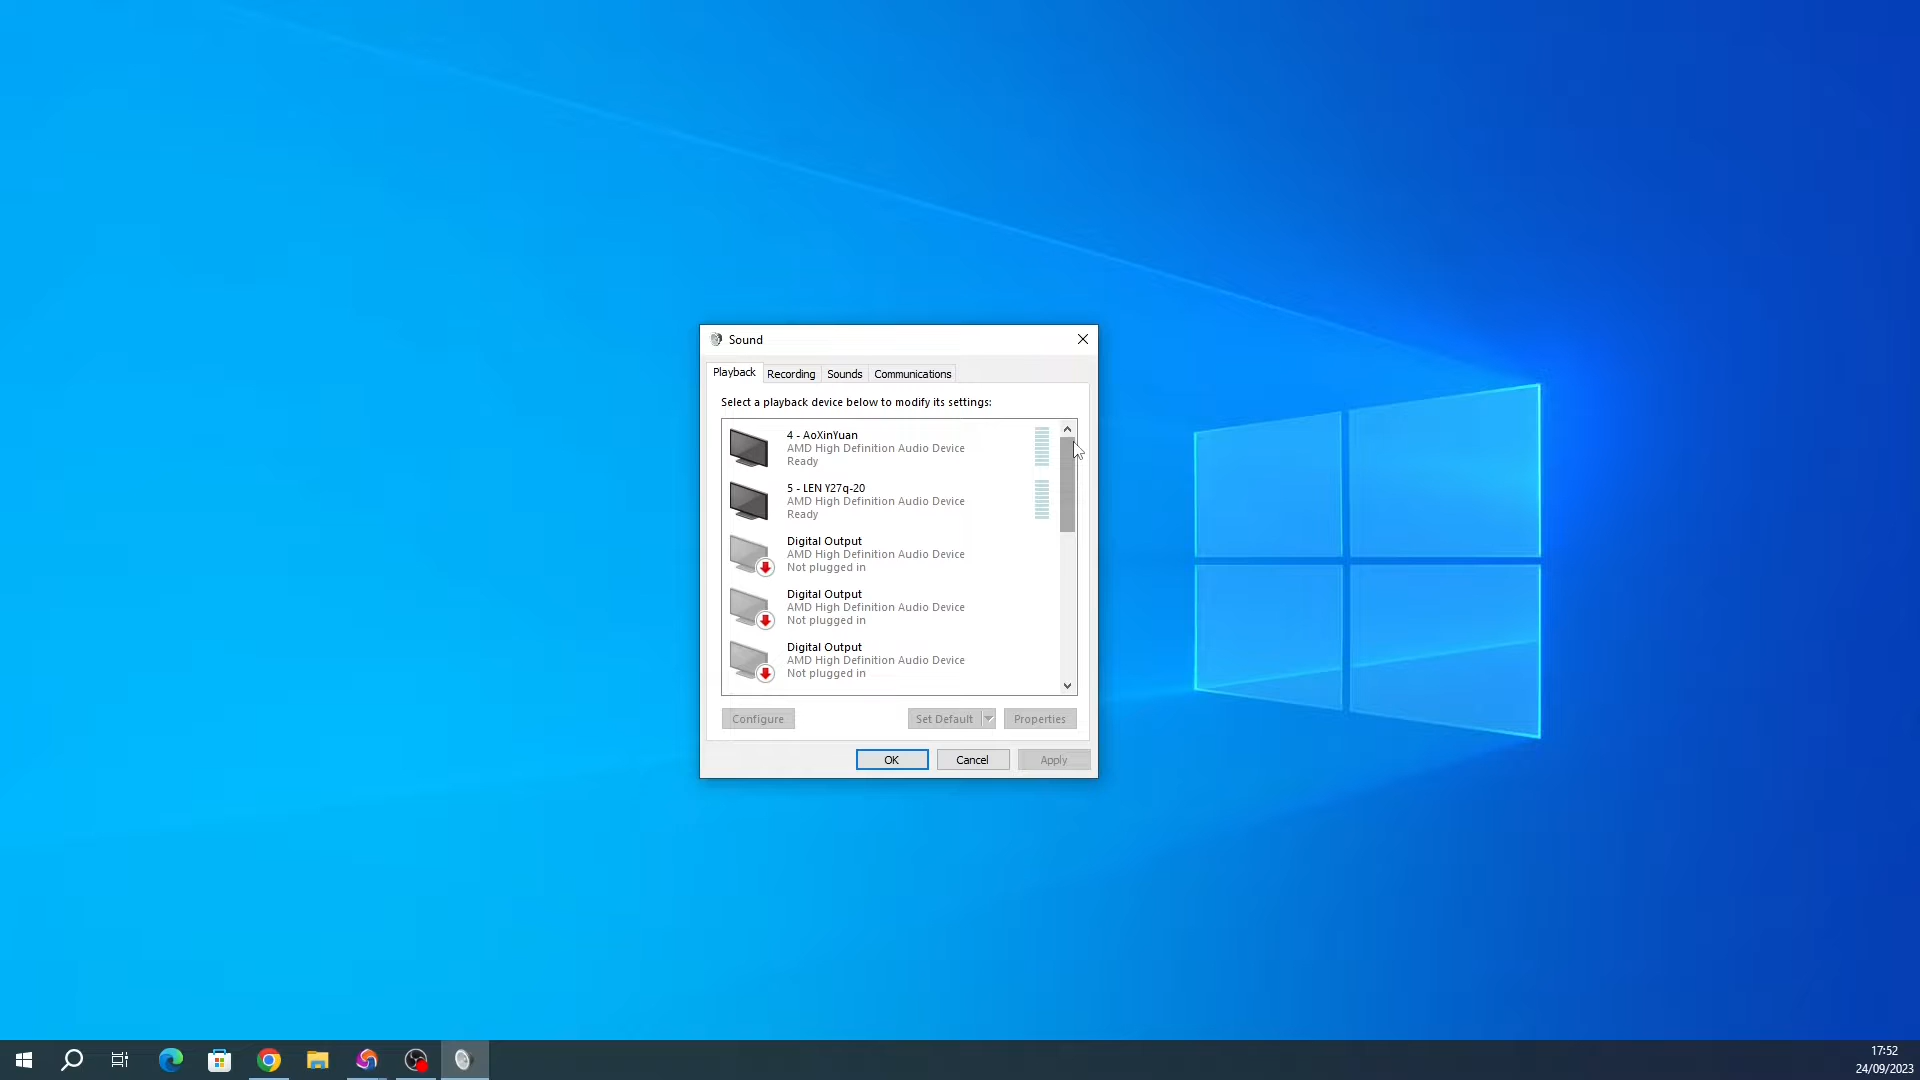 Sound
Playback
Recording
Sounds
Communications
Select a playback device below to modify its settings:
4 - AoXinYuan
AMD High Definition Audio Device
Ready
5 - LEN Y27q-20
AMD High Definition Audio Device
Ready
Digital Output
AMD High Definition Audio Device
Not plugged in
Digital Output
AMD High Definition Audio Device
Not plugged in
Digital Output
AMD High Definition Audio Device
Not plugged in
Configure
Set Default
Properties
OK
Cancel
Apply
17:52
24/09/2023